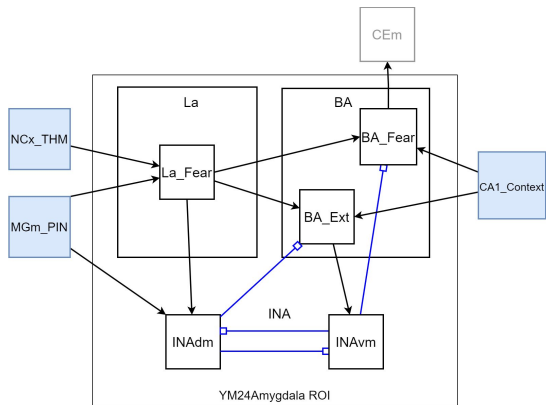 CEm
La
BA
NCx_THM
BA_Fear
La_Fear
CA1_Context
MGm_PIN
BA_Ext
INA
INAdm
INAvm
YM24Amygdala ROI